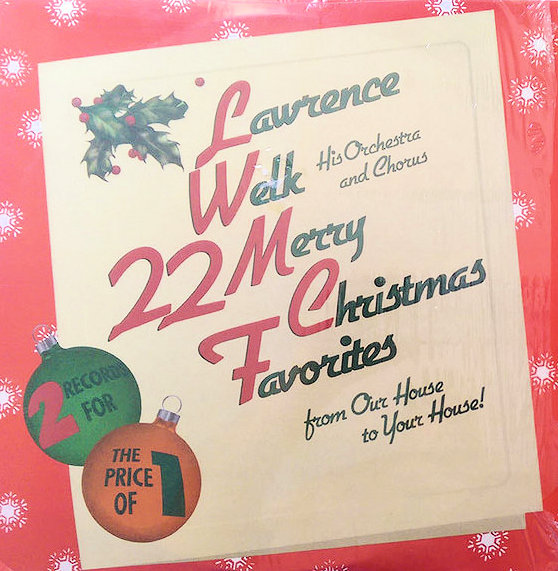 Lawrence
Welk His Orchestra
and Chorus
22 Merry
Christmas
Favorites
from Our House
to Your House!
2 RECORDS
FOR
THE
PRICE
OF 1